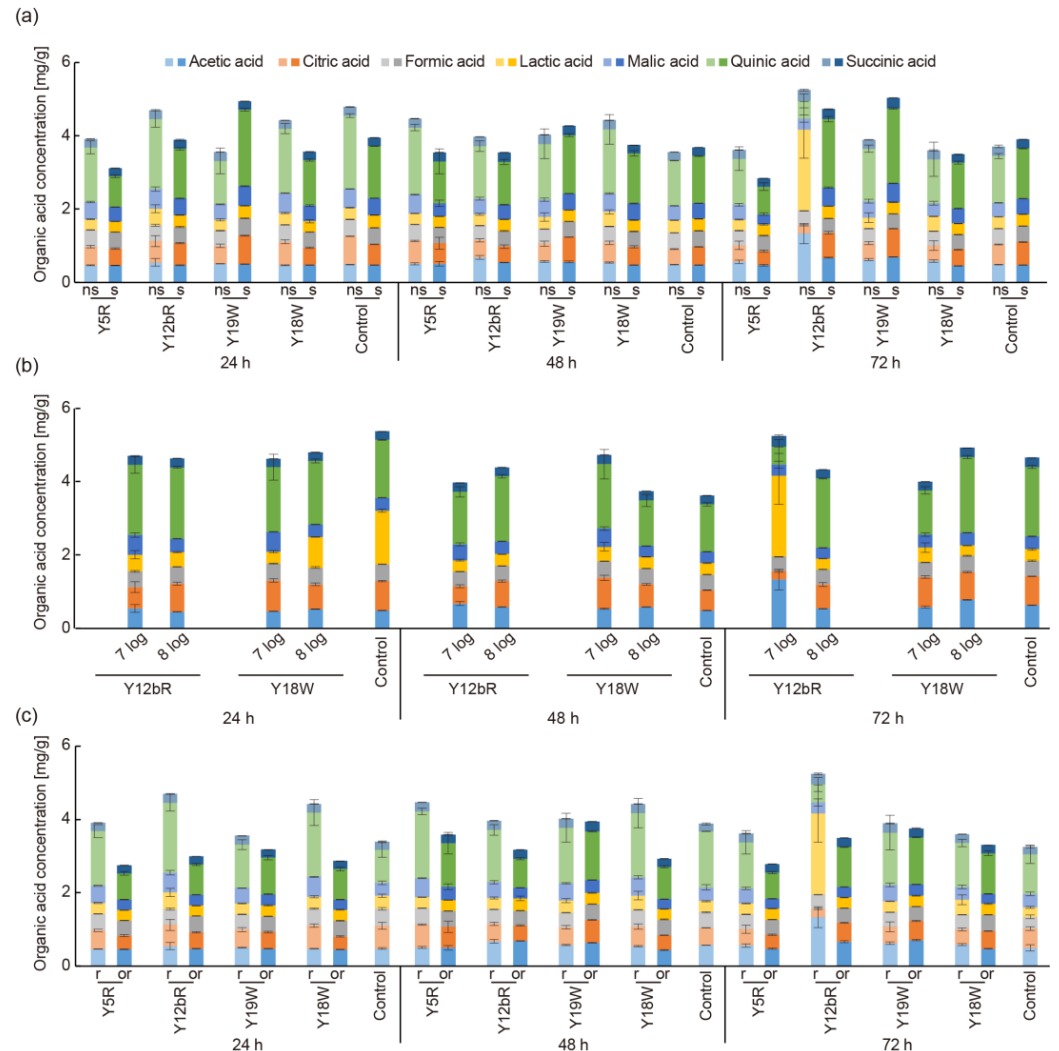 (a)
Organic acid concentration [mg/g]
6
4
2
0
Acetic acid Citric acid Formic acid Lactic acid Malic acid Quinic acid Succinic acid
ns s ns s ns s ns s ns s ns s ns s ns s ns s ns s ns s ns s ns s ns s ns s
Y5R Y12bR Y19W Y18W Control Y5R Y12bR Y19W Y18W Control Y5R Y12bR Y19W Y18W Control
24 h 48 h 72 h
(b)
Organic acid concentration [mg/g]
6
4
2
0
7 log 8 log 7 log 8 log Control 7 log 8 log 7 log 8 log Control 7 log 8 log 7 log 8 log Control
Y12bR Y18W Y12bR Y18W Y12bR Y18W
24 h 48 h 72 h
(c)
Organic acid concentration [mg/g]
6
4
2
0
r or r or r or r or r or r or r or r or r or r or r or r or
Y5R Y12bR Y19W Y18W Control Y5R Y12bR Y19W Y18W Control Y5R Y12bR Y19W Y18W Control
24 h 48 h 72 h